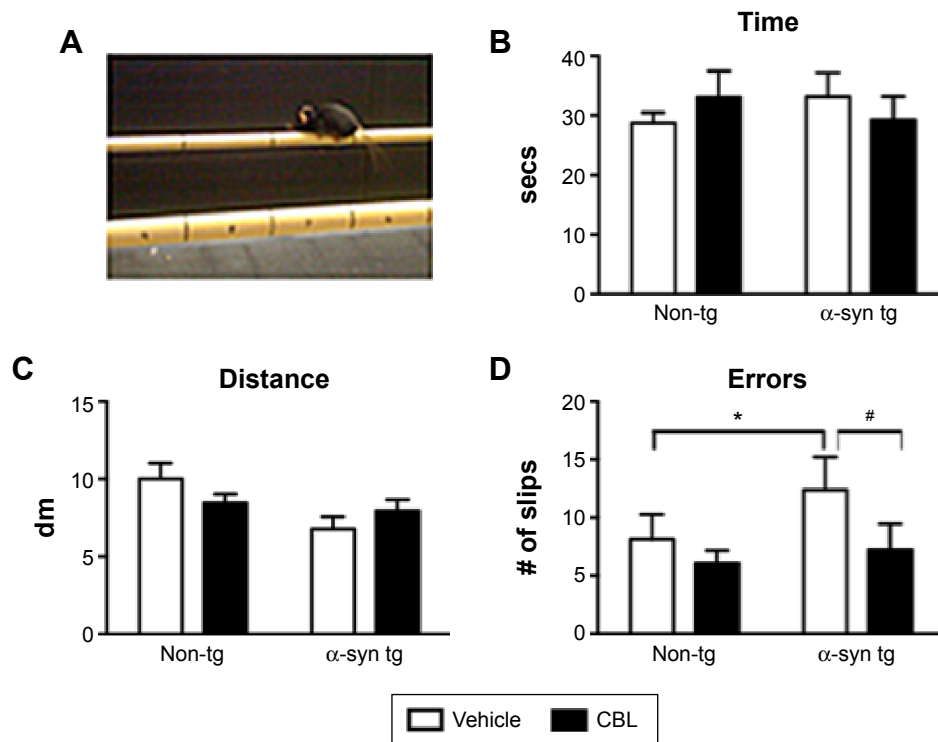 A
B
Time
secs
40
30
20
10
0
Non-tg α-syn tg
C
Distance
dm
15
10
5
0
Non-tg α-syn tg
D
Errors
# of slips
20
15
10
5
0
* #
Non-tg α-syn tg
Vehicle CBL